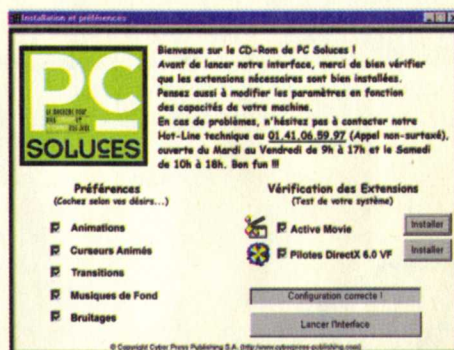 Installation et préférences
PC
SOLUCES
Bienvenue sur le CD-Rom de PC Soluces !
Avant de lancer notre interface, merci de bien vérifier
que les extensions nécessaires sont bien installées.
Pensez aussi à modifier les paramètres en fonction
des capacités de votre machine.
En cas de problèmes, n'hésitez pas à contacter notre
Hot-Line technique au 01.41.06.59.97 (Appel non-surtaxé),
ouverte du Mardi au Vendredi de 9h à 17h et le Samedi
de 10h à 18h. Bon fun !!!
Préférences
(Cochez selon vos désirs...)
Animations
Curseurs Animés
Transitions
Musiques de Fond
Bruitages
Vérification des Extensions
(Test de votre système)
Active Movie
Installer
Pilotes DirectX 6.0 VF
Installer
Configuration correcte !
Lancer l'Interface
© Copyright Cyber Press Publishing S.A. (http://www.cyberpress-publishing.com)